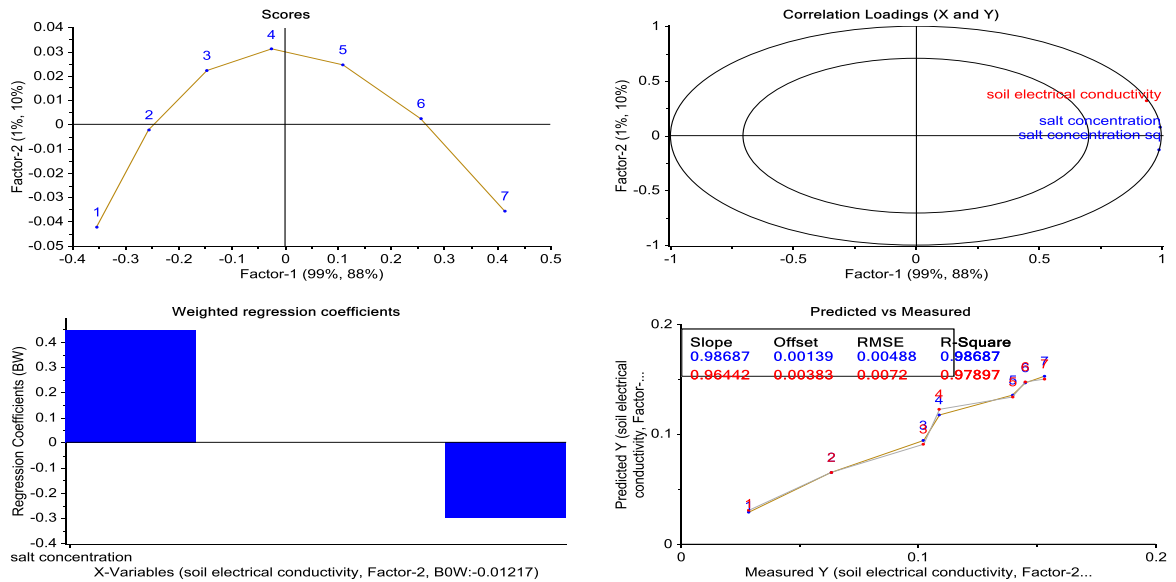 Scores
Factor-2 (1%, 10%)
0.04
0.03
0.02
0.01
0
-0.01
-0.02
-0.03
-0.04
-0.05
1
2
3
4
5
6
7
-0.4 -0.3 -0.2 -0.1 0 0.1 0.2 0.3 0.4 0.5
Factor-1 (99%, 88%)
Correlation Loadings (X and Y)
Factor-2 (1%, 10%)
1
0.5
0
-0.5
-1
soil electrical conductivity
salt concentration
salt concentration sq
-1 -0.5 0 0.5 1
Factor-1 (99%, 88%)
Weighted regression coefficients
Regression Coefficients (BW)
0.4
0.3
0.2
0.1
0
-0.1
-0.2
-0.3
-0.4
salt concentration
X-Variables (soil electrical conductivity, Factor-2, B0W:-0.01217)
Predicted vs Measured
Predicted Y (soil electrical
conductivity, Factor-...
0.2
0.1
0
Slope Offset RMSE R-Square
0.98687 0.00139 0.00488 0.98687
0.96442 0.00383 0.0072 0.97897
1
2
3
3
4
4
5
5
6
7
7
0 0.1 0.2
Measured Y (soil electrical conductivity, Factor-2...